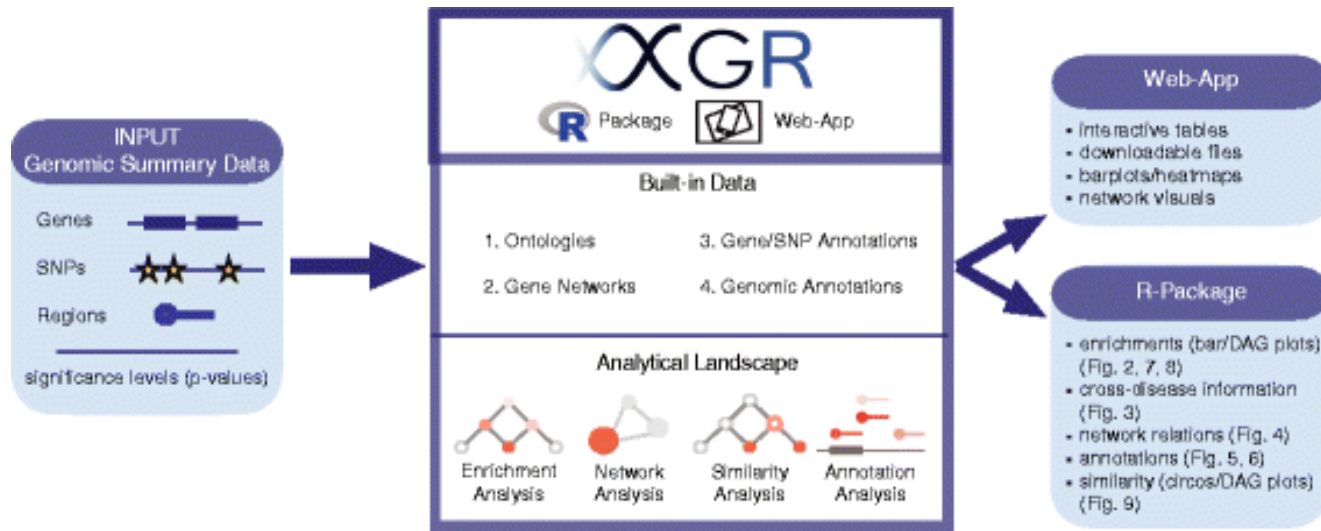 INPUT
Genomic Summary Data
Genes
SNPs
Regions
significance levels (p-values)
XGR
R Package
Web-App
Built-in Data
1. Ontologies
3. Gene/SNP Annotations
2. Gene Networks
4. Genomic Annotations
Analytical Landscape
Enrichment
Analysis
Network
Analysis
Similarity
Analysis
Annotation
Analysis
Web-App
- interactive tables
- downloadable files
- barplots/heatmaps
- network visuals
R-Package
- enrichments (bar/DAG plots)
(Fig. 2, 7, 8)
- cross-disease information
(Fig. 3)
- network relations (Fig. 4)
- annotations (Fig. 5, 6)
- similarity (circos/DAG plots)
(Fig. 9)